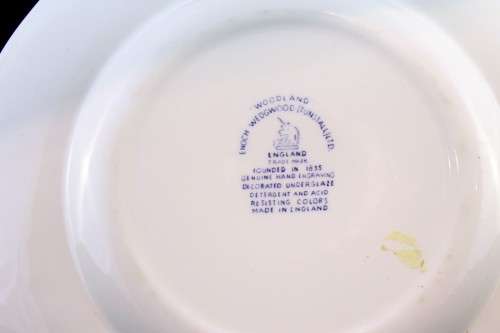 WOODLAND
ENOCH WEDGWOOD (TUNSTALL) LTD.
ENGLAND
TRADE MARK
FOUNDED IN 1835
GENUINE HAND ENGRAVING
DECORATED UNDERGLAZE
DETERGENT AND ACID
RESISTING COLORS
MADE IN ENGLAND